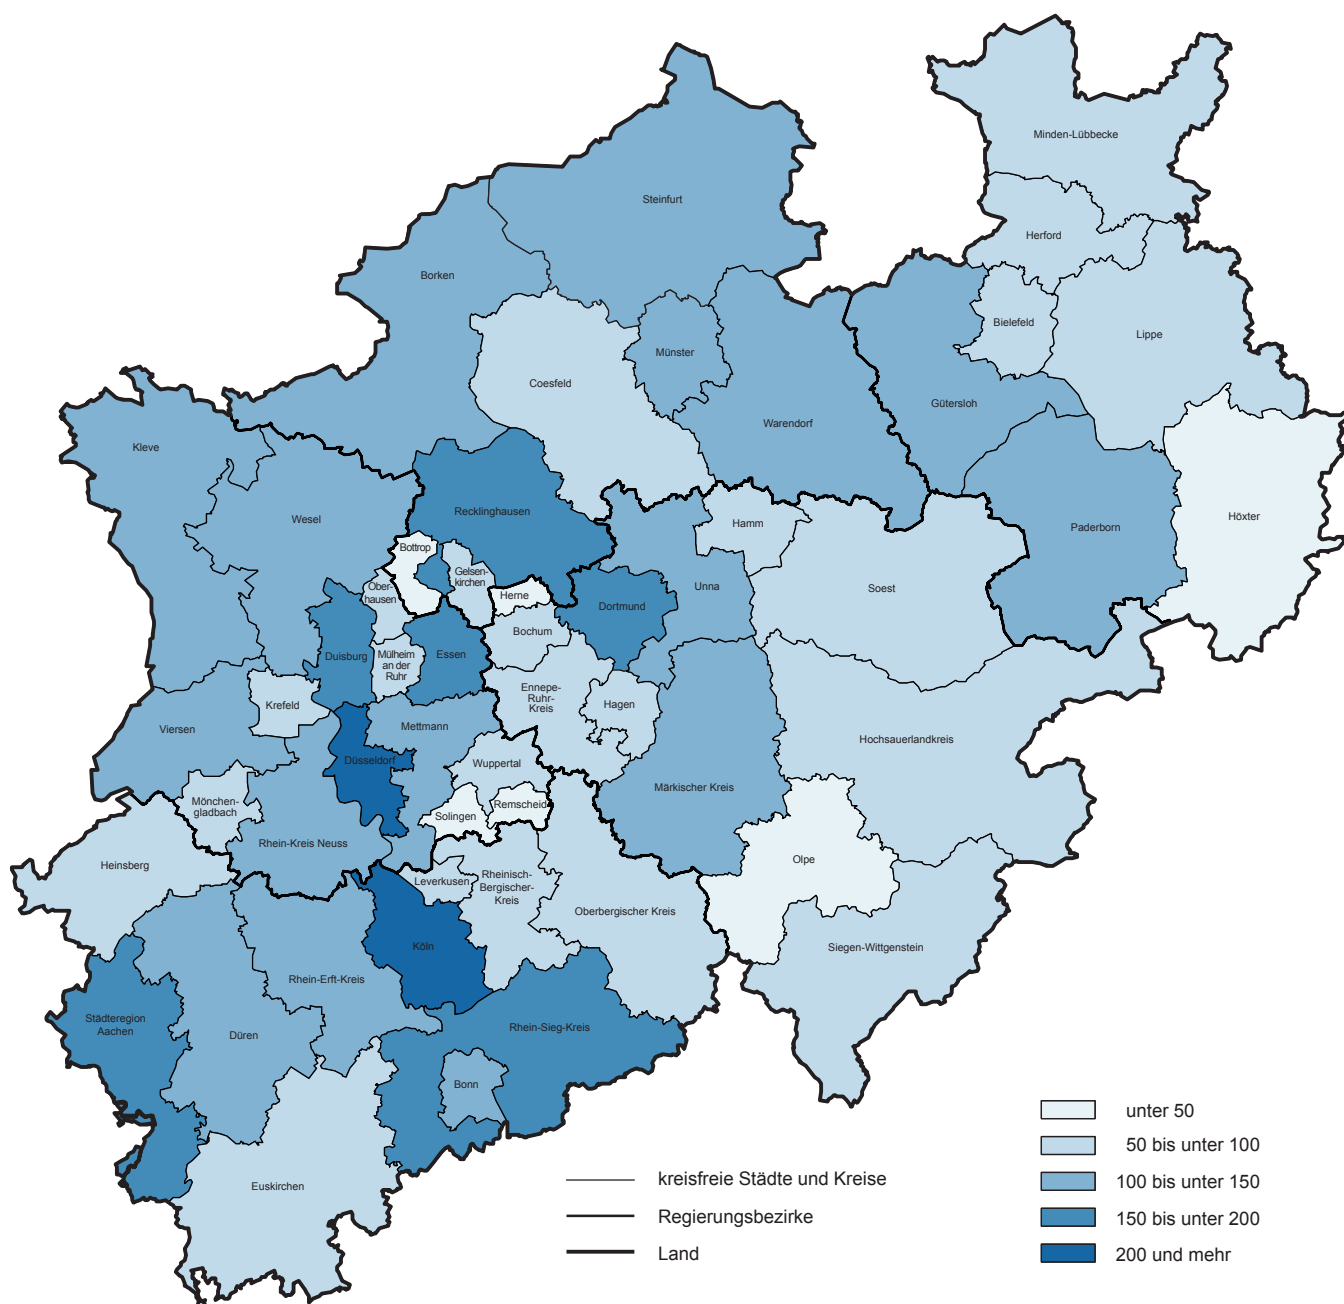 Minden-Lübbecke
Steinfurt
Herford
Borken
Bielefeld
Lippe
Münster
Coesfeld
Gütersloh
Warendorf
Kleve
Recklinghausen
Wesel
Höxter
Hamm
Paderborn
Bottrop
Gelsen-
kirchen
Ober-
hausen
Herne
Dortmund
Unna
Soest
Bochum
Duisburg
Mülheim
an der
Ruhr
Essen
Ennepe-
Ruhr-
Kreis
Hagen
Krefeld
Viersen
Mettmann
Hochsauerlandkreis
Düsseldorf
Wuppertal
Märkischer Kreis
Mönchen-
gladbach
Remscheid
Solingen
Rhein-Kreis Neuss
Heinsberg
Olpe
Leverkusen
Rheinisch-
Bergischer-
Kreis
Oberbergischer Kreis
Köln
Siegen-Wittgenstein
Rhein-Erft-Kreis
Städteregion
Aachen
Düren
Rhein-Sieg-Kreis
Bonn
Euskirchen
kreisfreie Städte und Kreise
Regierungsbezirke
Land
unter 50
50 bis unter 100
100 bis unter 150
150 bis unter 200
200 und mehr